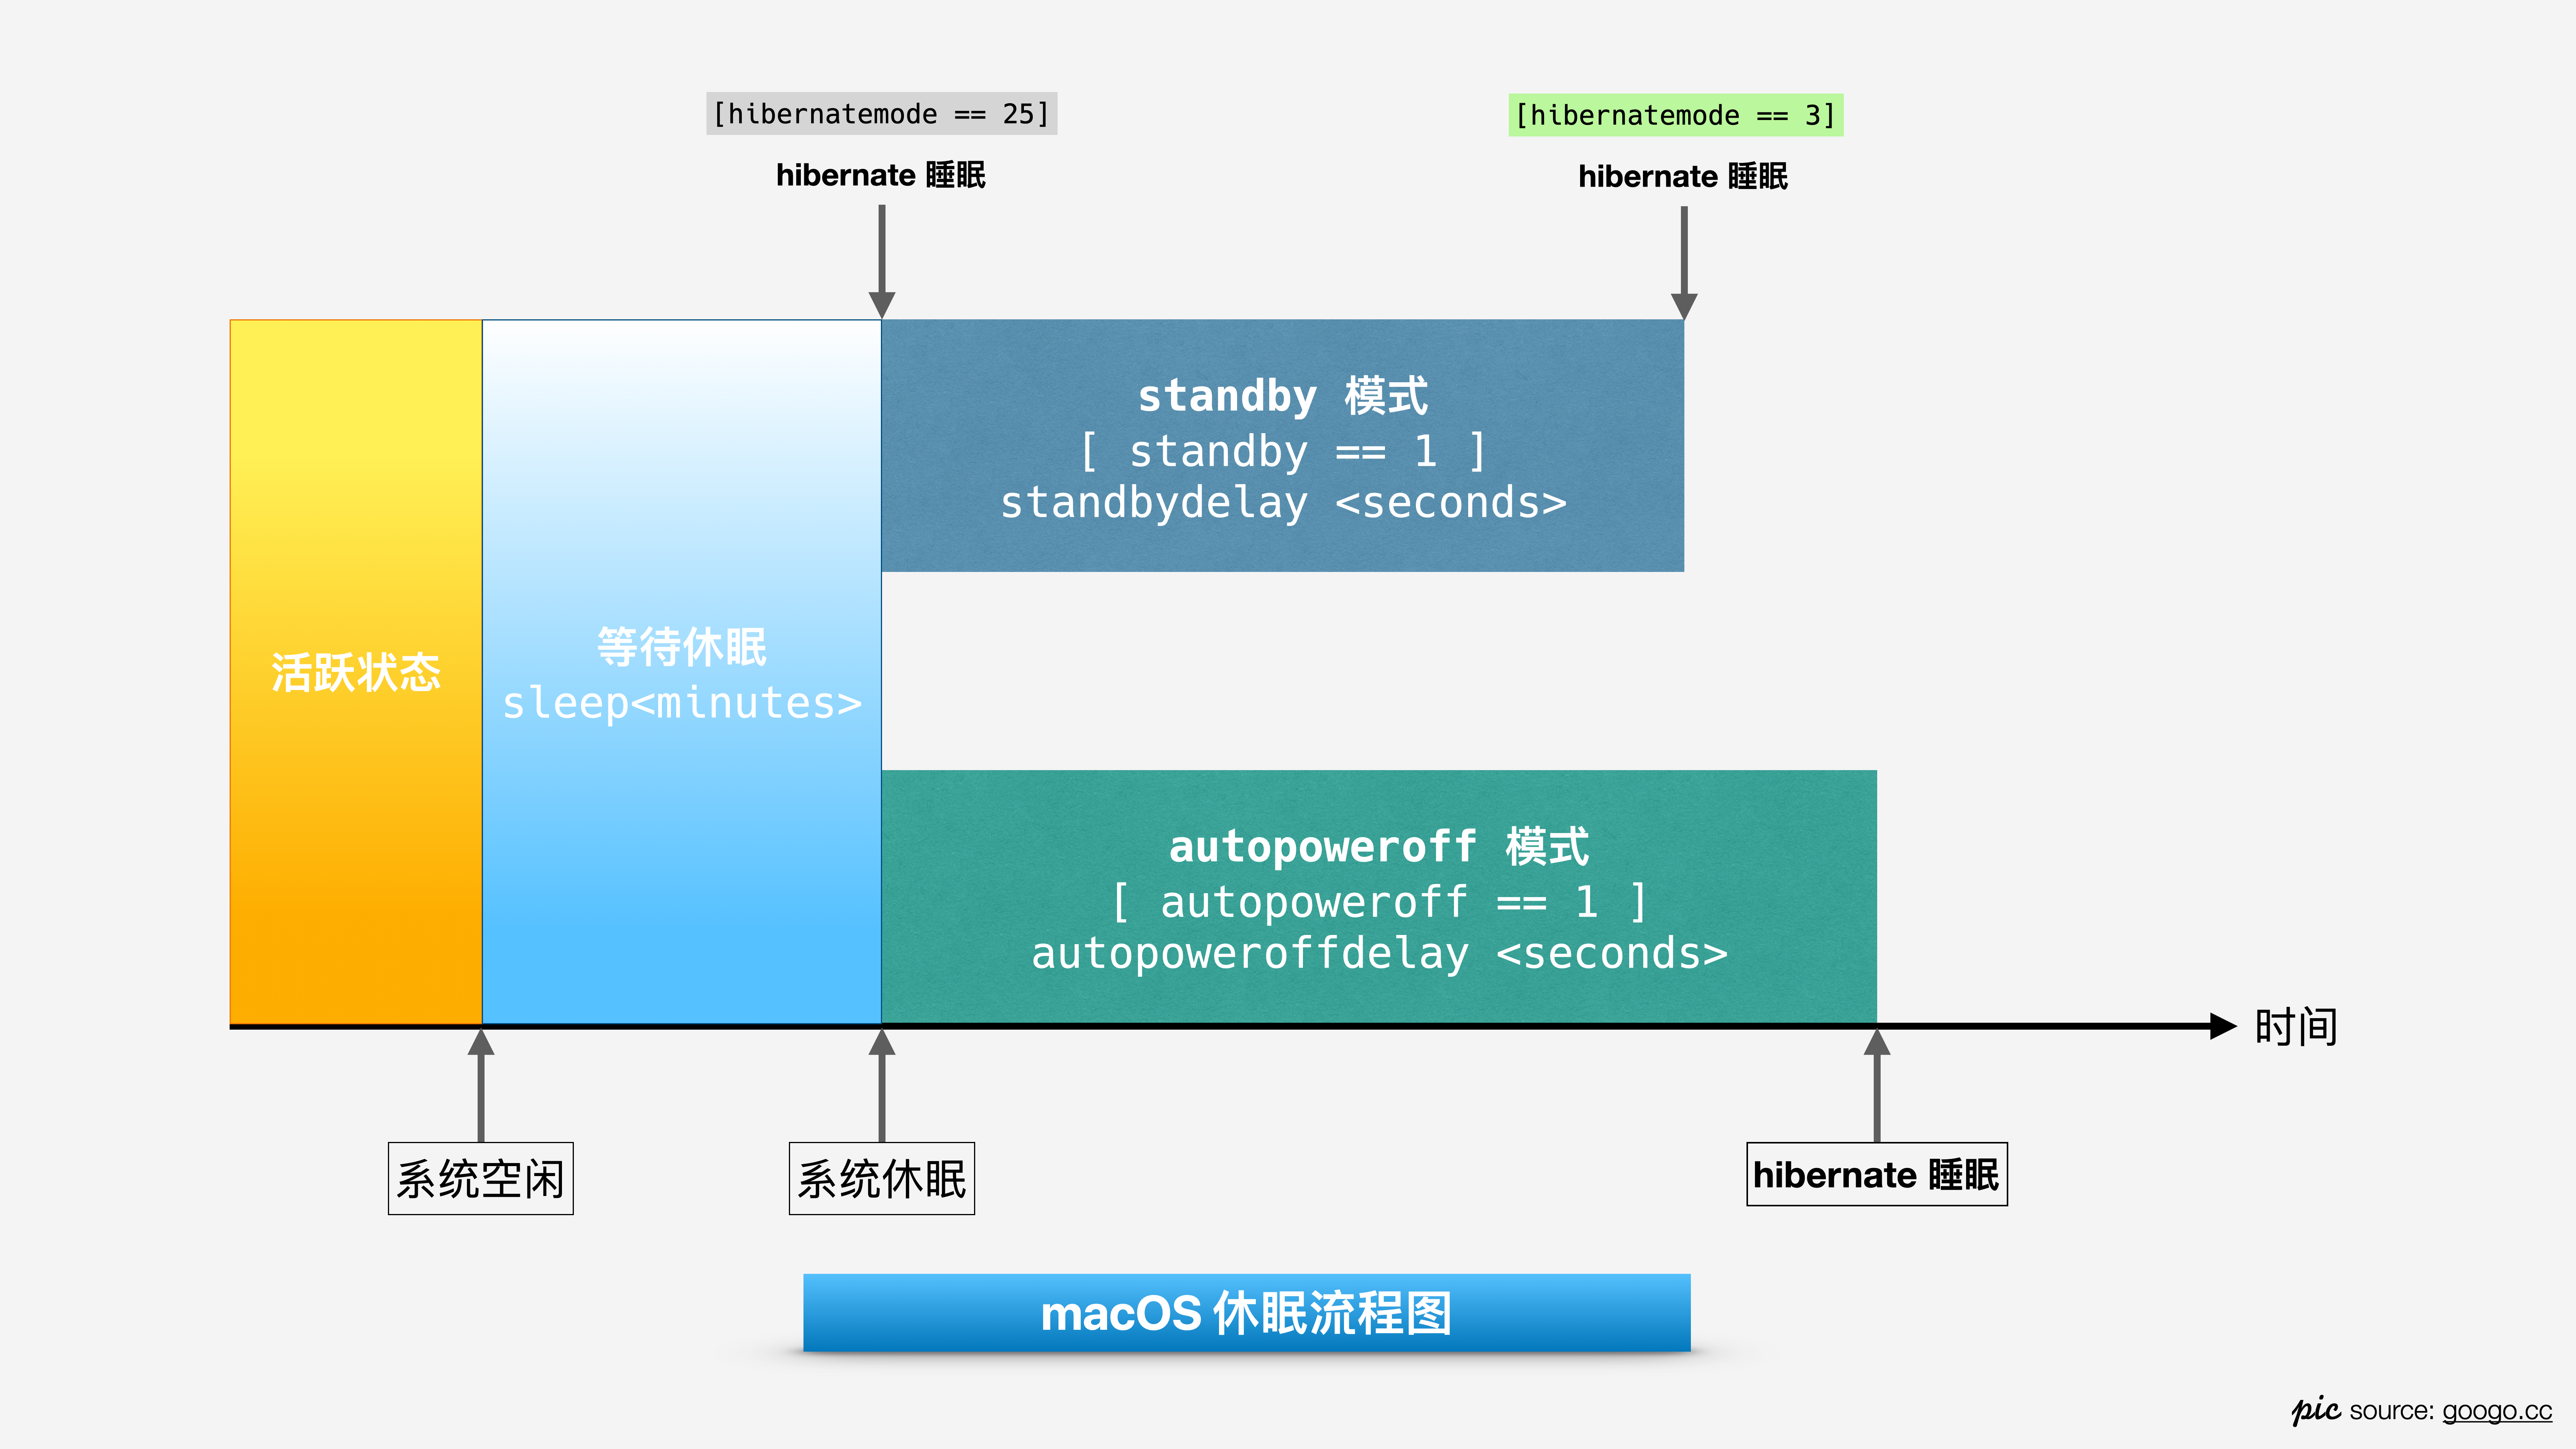 [hibernatemode == 25]
hibernate 睡眠
[hibernatemode == 3]
hibernate 睡眠
standby 模式
[ standby == 1 ]
standbydelay <seconds>
活跃状态
等待休眠
sleep<minutes>
autopoweroff 模式
[ autopoweroff == 1 ]
autopoweroffdelay <seconds>
时间
系统空闲
系统休眠
hibernate 睡眠
macOS 休眠流程图
pic source: googo.cc